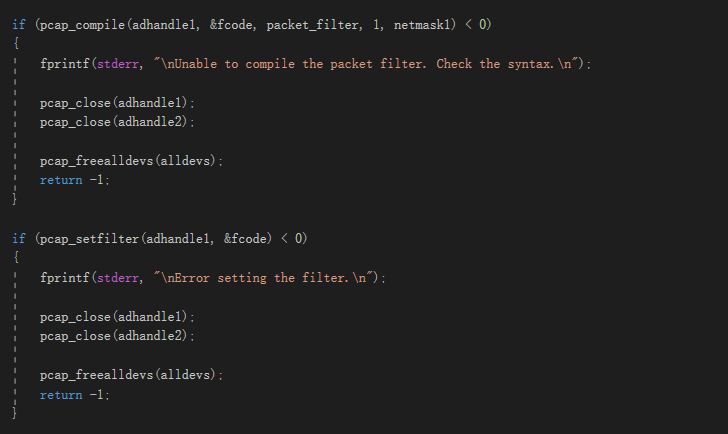 if (pcap_compile(adhandle1, &fcode, packet_filter, 1, netmask1) < 0)
{
fprintf(stderr, "\nUnable to compile the packet filter. Check the syntax.\n");
pcap_close(adhandle1);
pcap_close(adhandle2);
pcap_freealldevs(alldevs);
return -1;
}
if (pcap_setfilter(adhandle1, &fcode) < 0)
{
fprintf(stderr, "\nError setting the filter.\n");
pcap_close(adhandle1);
pcap_close(adhandle2);
pcap_freealldevs(alldevs);
return -1;
}